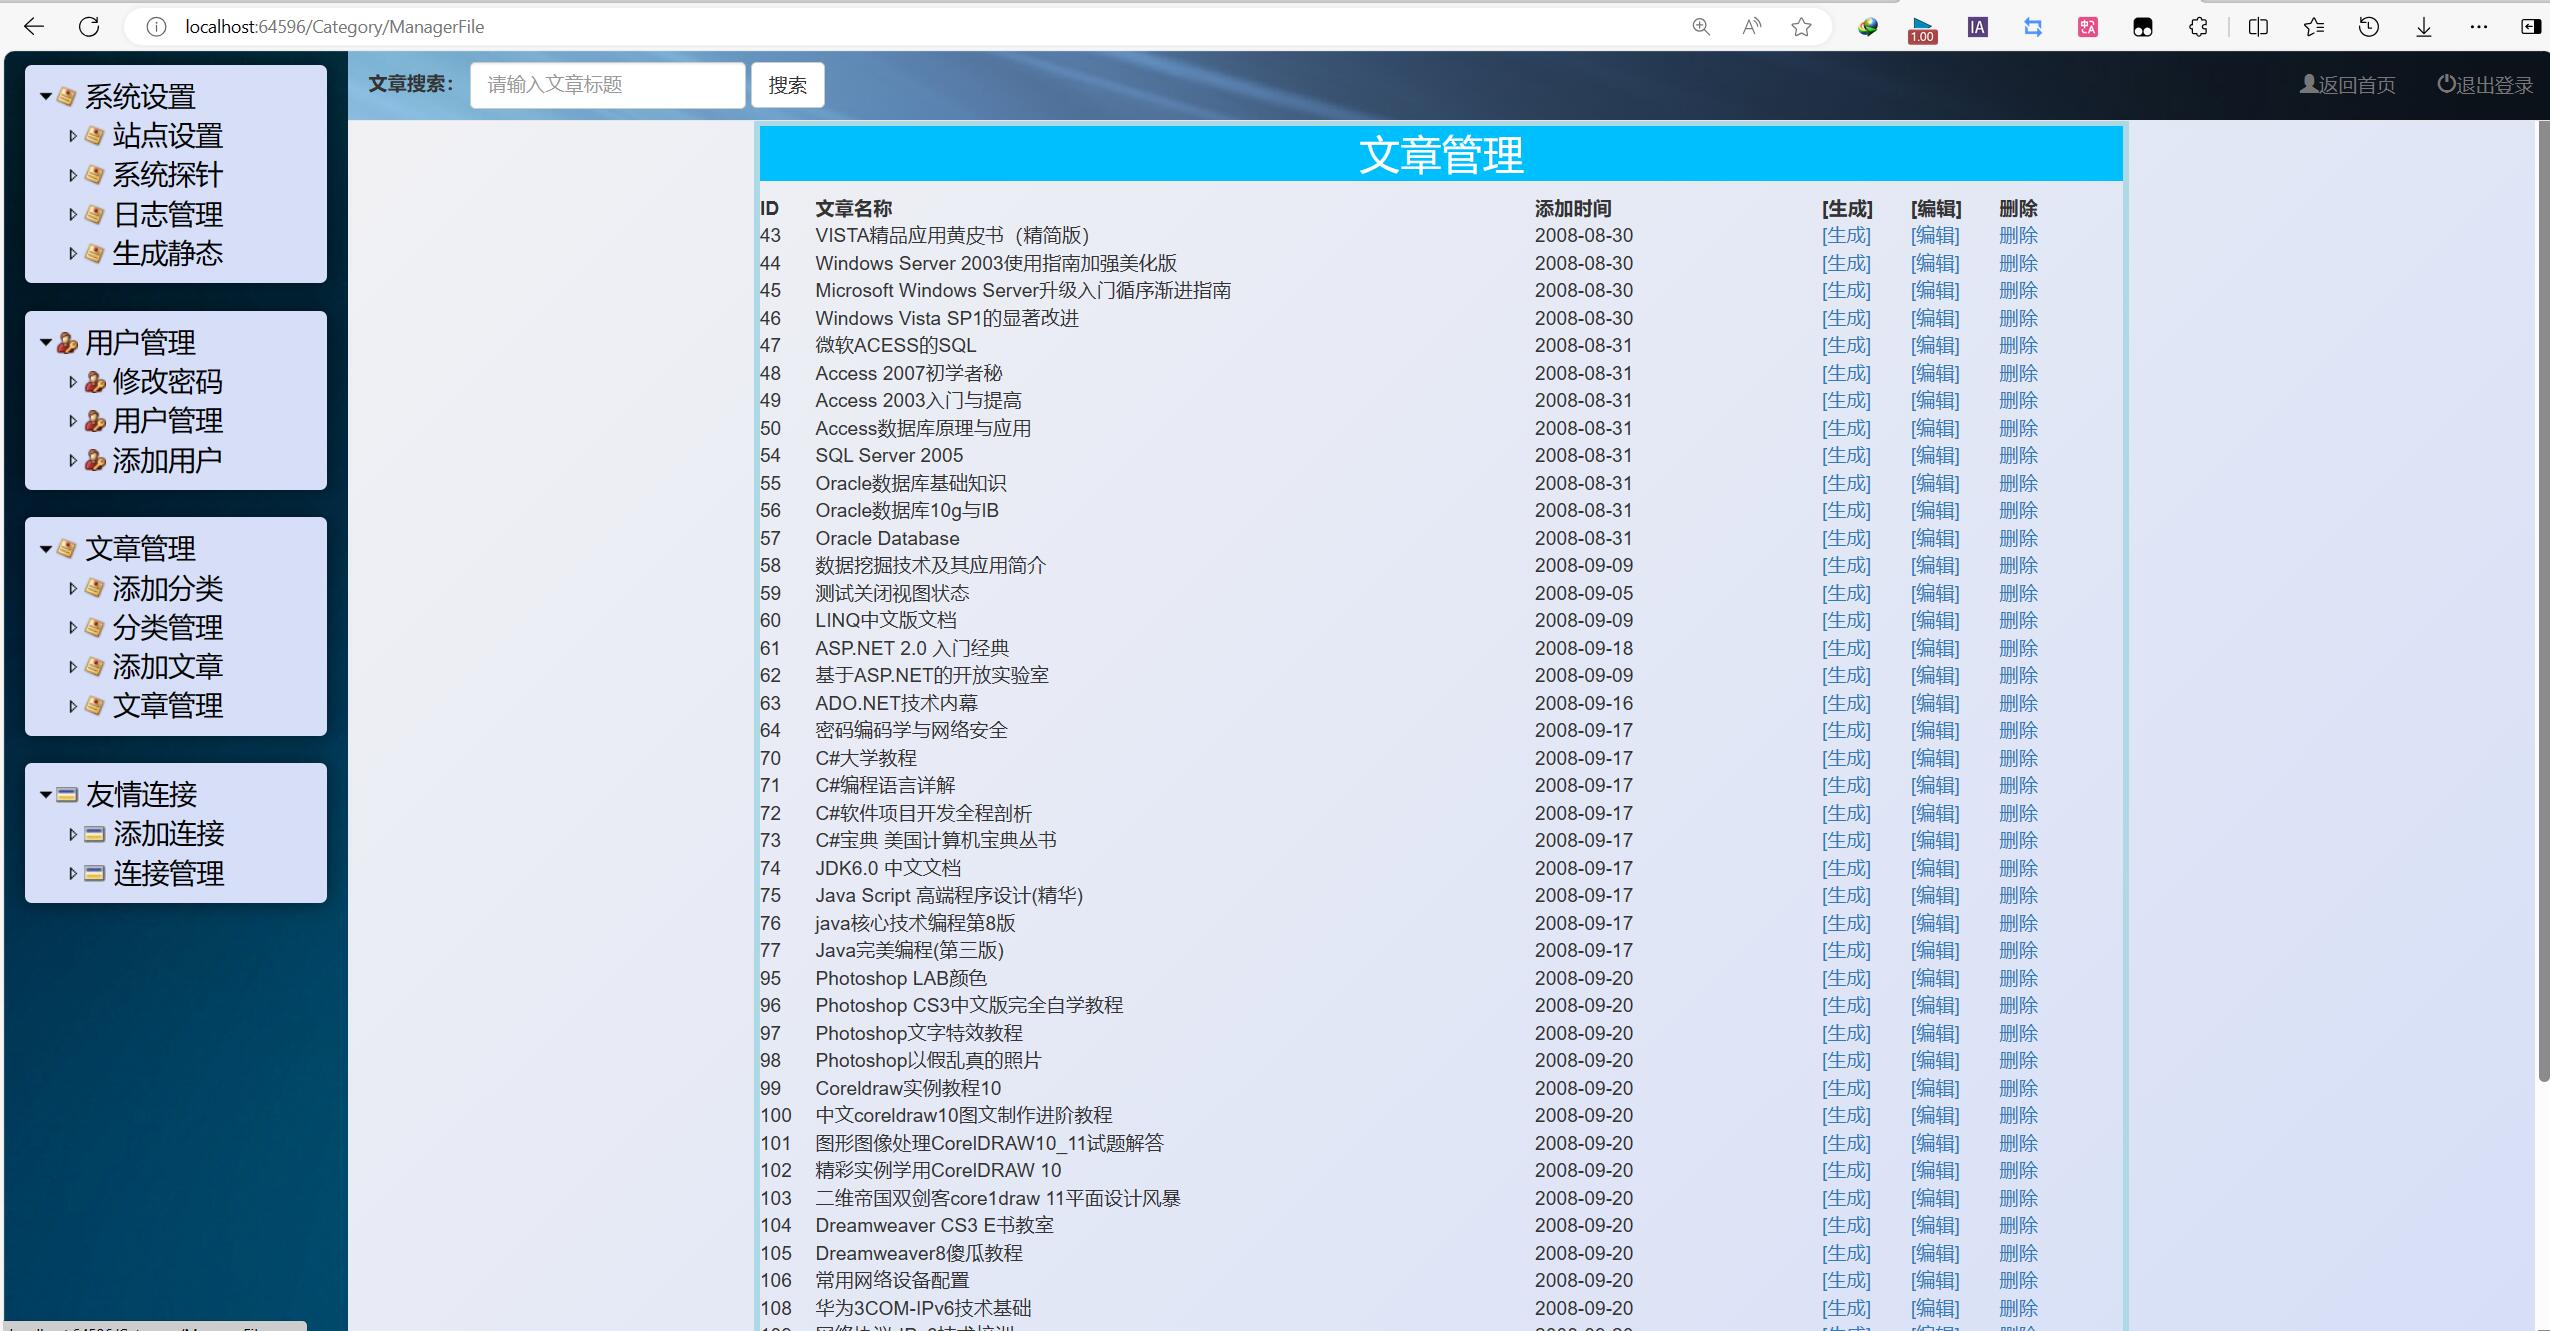 localhost:64596/Category/ManagerFile
1.00
IA
系统设置
站点设置
系统探针
日志管理
生成静态
用户管理
修改密码
用户管理
添加用户
文章管理
添加分类
分类管理
添加文章
文章管理
友情连接
添加连接
连接管理
文章搜索: 请输入文章标题 搜索 返回首页 退出登录
文章管理
ID 文章名称 添加时间 [生成] [编辑] 删除
43 VISTA精品应用黄皮书（精简版） 2008-08-30 [生成] [编辑] 删除
44 Windows Server 2003使用指南加强美化版 2008-08-30 [生成] [编辑] 删除
45 Microsoft Windows Server升级入门循序渐进指南 2008-08-30 [生成] [编辑] 删除
46 Windows Vista SP1的显著改进 2008-08-30 [生成] [编辑] 删除
47 微软ACESS的SQL 2008-08-31 [生成] [编辑] 删除
48 Access 2007初学者秘 2008-08-31 [生成] [编辑] 删除
49 Access 2003入门与提高 2008-08-31 [生成] [编辑] 删除
50 Access数据库原理与应用 2008-08-31 [生成] [编辑] 删除
54 SQL Server 2005 2008-08-31 [生成] [编辑] 删除
55 Oracle数据库基础知识 2008-08-31 [生成] [编辑] 删除
56 Oracle数据库10g与IB 2008-08-31 [生成] [编辑] 删除
57 Oracle Database 2008-08-31 [生成] [编辑] 删除
58 数据挖掘技术及其应用简介 2008-09-09 [生成] [编辑] 删除
59 测试关闭视图状态 2008-09-05 [生成] [编辑] 删除
60 LINQ中文版文档 2008-09-09 [生成] [编辑] 删除
61 ASP.NET 2.0 入门经典 2008-09-18 [生成] [编辑] 删除
62 基于ASP.NET的开放实验室 2008-09-09 [生成] [编辑] 删除
63 ADO.NET技术内幕 2008-09-16 [生成] [编辑] 删除
64 密码编码学与网络安全 2008-09-17 [生成] [编辑] 删除
70 C#大学教程 2008-09-17 [生成] [编辑] 删除
71 C#编程语言详解 2008-09-17 [生成] [编辑] 删除
72 C#软件项目开发全程剖析 2008-09-17 [生成] [编辑] 删除
73 C#宝典 美国计算机宝典丛书 2008-09-17 [生成] [编辑] 删除
74 JDK6.0 中文文档 2008-09-17 [生成] [编辑] 删除
75 Java Script 高端程序设计(精华) 2008-09-17 [生成] [编辑] 删除
76 java核心技术编程第8版 2008-09-17 [生成] [编辑] 删除
77 Java完美编程(第三版) 2008-09-17 [生成] [编辑] 删除
95 Photoshop LAB颜色 2008-09-20 [生成] [编辑] 删除
96 Photoshop CS3中文版完全自学教程 2008-09-20 [生成] [编辑] 删除
97 Photoshop文字特效教程 2008-09-20 [生成] [编辑] 删除
98 Photoshop以假乱真的照片 2008-09-20 [生成] [编辑] 删除
99 Coreldraw实例教程10 2008-09-20 [生成] [编辑] 删除
100 中文coreldraw10图文制作进阶教程 2008-09-20 [生成] [编辑] 删除
101 图形图像处理CorelDRAW10_11试题解答 2008-09-20 [生成] [编辑] 删除
102 精彩实例学用CorelDRAW 10 2008-09-20 [生成] [编辑] 删除
103 二维帝国双剑客core1draw 11平面设计风暴 2008-09-20 [生成] [编辑] 删除
104 Dreamweaver CS3 E书教室 2008-09-20 [生成] [编辑] 删除
105 Dreamweaver8傻瓜教程 2008-09-20 [生成] [编辑] 删除
106 常用网络设备配置 2008-09-20 [生成] [编辑] 删除
108 华为3COM-IPv6技术基础 2008-09-20 [生成] [编辑] 删除